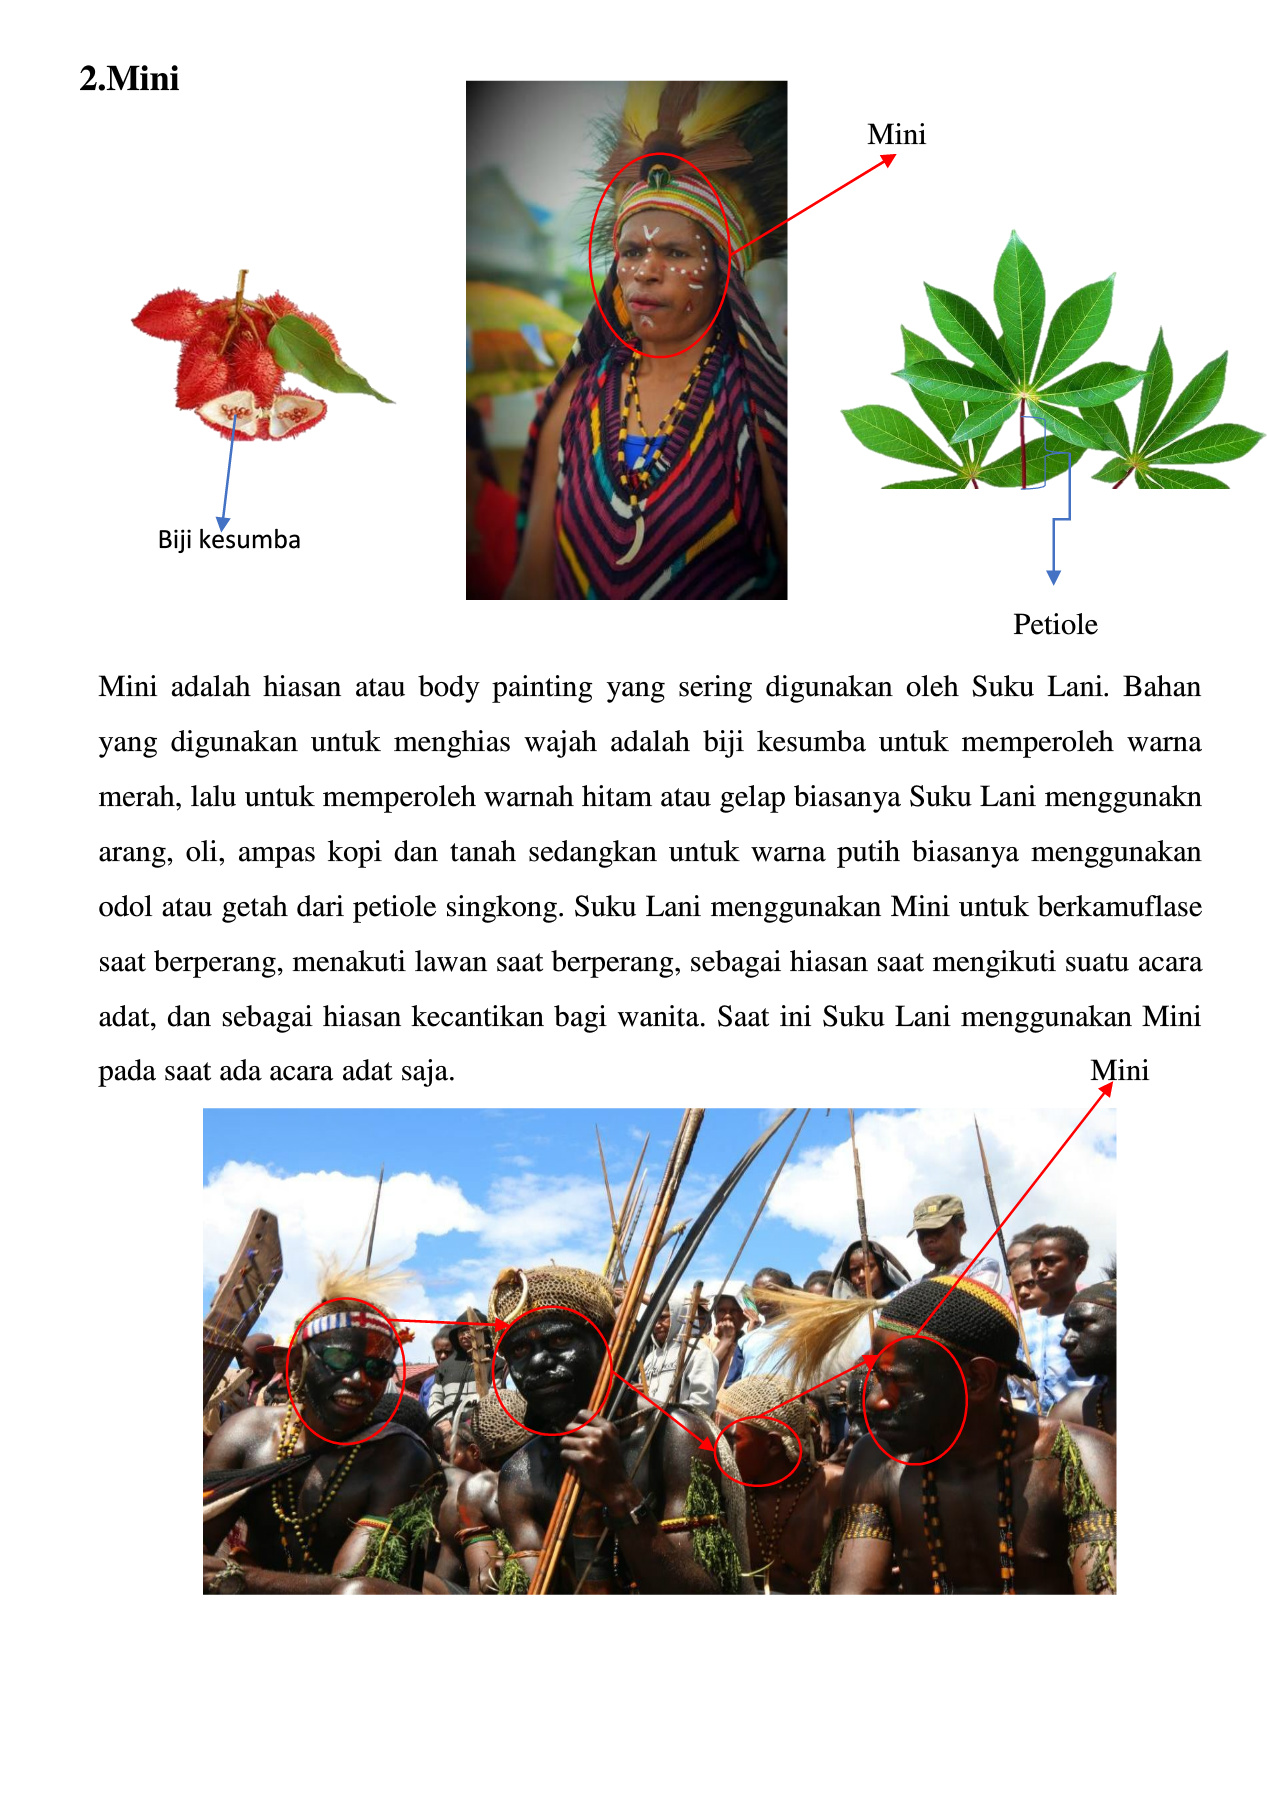 2.Mini
Mini
Biji kesumba
Petiole
Mini adalah hiasan atau body painting yang sering digunakan oleh Suku Lani. Bahan
yang digunakan untuk menghias wajah adalah biji kesumba untuk memperoleh warna
merah, lalu untuk memperoleh warnah hitam atau gelap biasanya Suku Lani menggunakn
arang, oli, ampas kopi dan tanah sedangkan untuk warna putih biasanya menggunakan
odol atau getah dari petiole singkong. Suku Lani menggunakan Mini untuk berkamuflase
saat berperang, menakuti lawan saat berperang, sebagai hiasan saat mengikuti suatu acara
adat, dan sebagai hiasan kecantikan bagi wanita. Saat ini Suku Lani menggunakan Mini
pada saat ada acara adat saja.
Mini